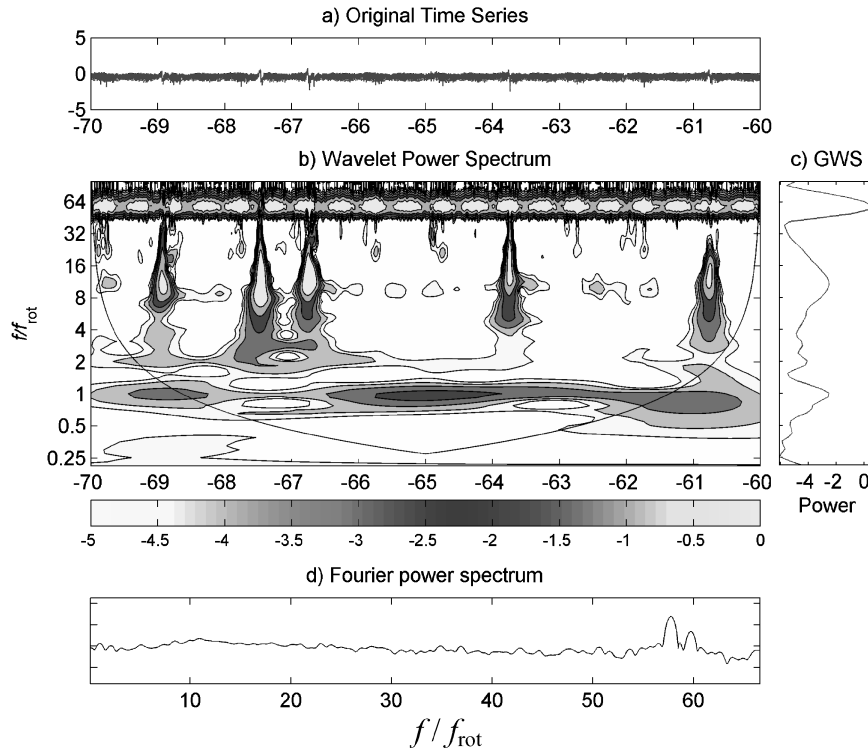 a) Original Time Series
5
0
-5
-70 -69 -68 -67 -66 -65 -64 -63 -62 -61 -60
b) Wavelet Power Spectrum
c) GWS
64
32
16
8
4
2
1
0.5
0.25
f/f_rot
-70 -69 -68 -67 -66 -65 -64 -63 -62 -61 -60
-4 -2 0
Power
-5 -4.5 -4 -3.5 -3 -2.5 -2 -1.5 -1 -0.5 0
d) Fourier power spectrum
10 20 30 40 50 60
f / f_rot